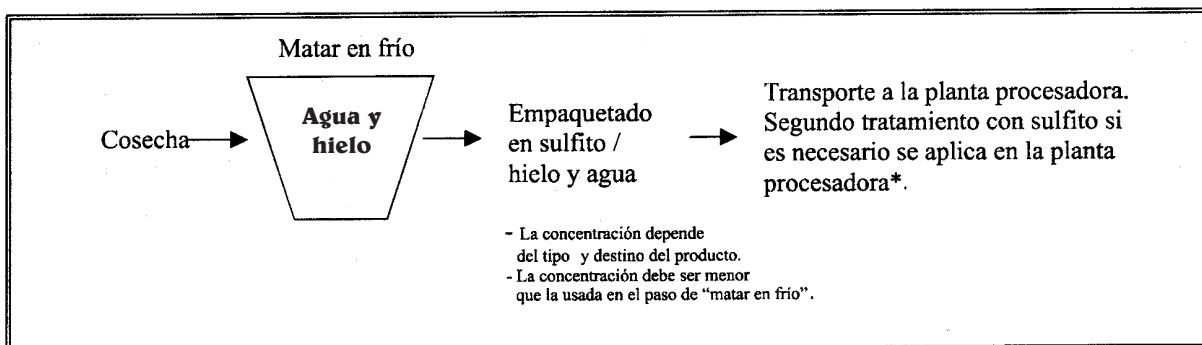 Matar en frío
Cosecha
Agua y
hielo
Empaquetado
en sulfito /
hielo y agua
Transporte a la planta procesadora.
Segundo tratamiento con sulfito si
es necesario se aplica en la planta
procesadora*.
- La concentración depende
del tipo y destino del producto.
- La concentración debe ser menor
que la usada en el paso de “matar en frío”.